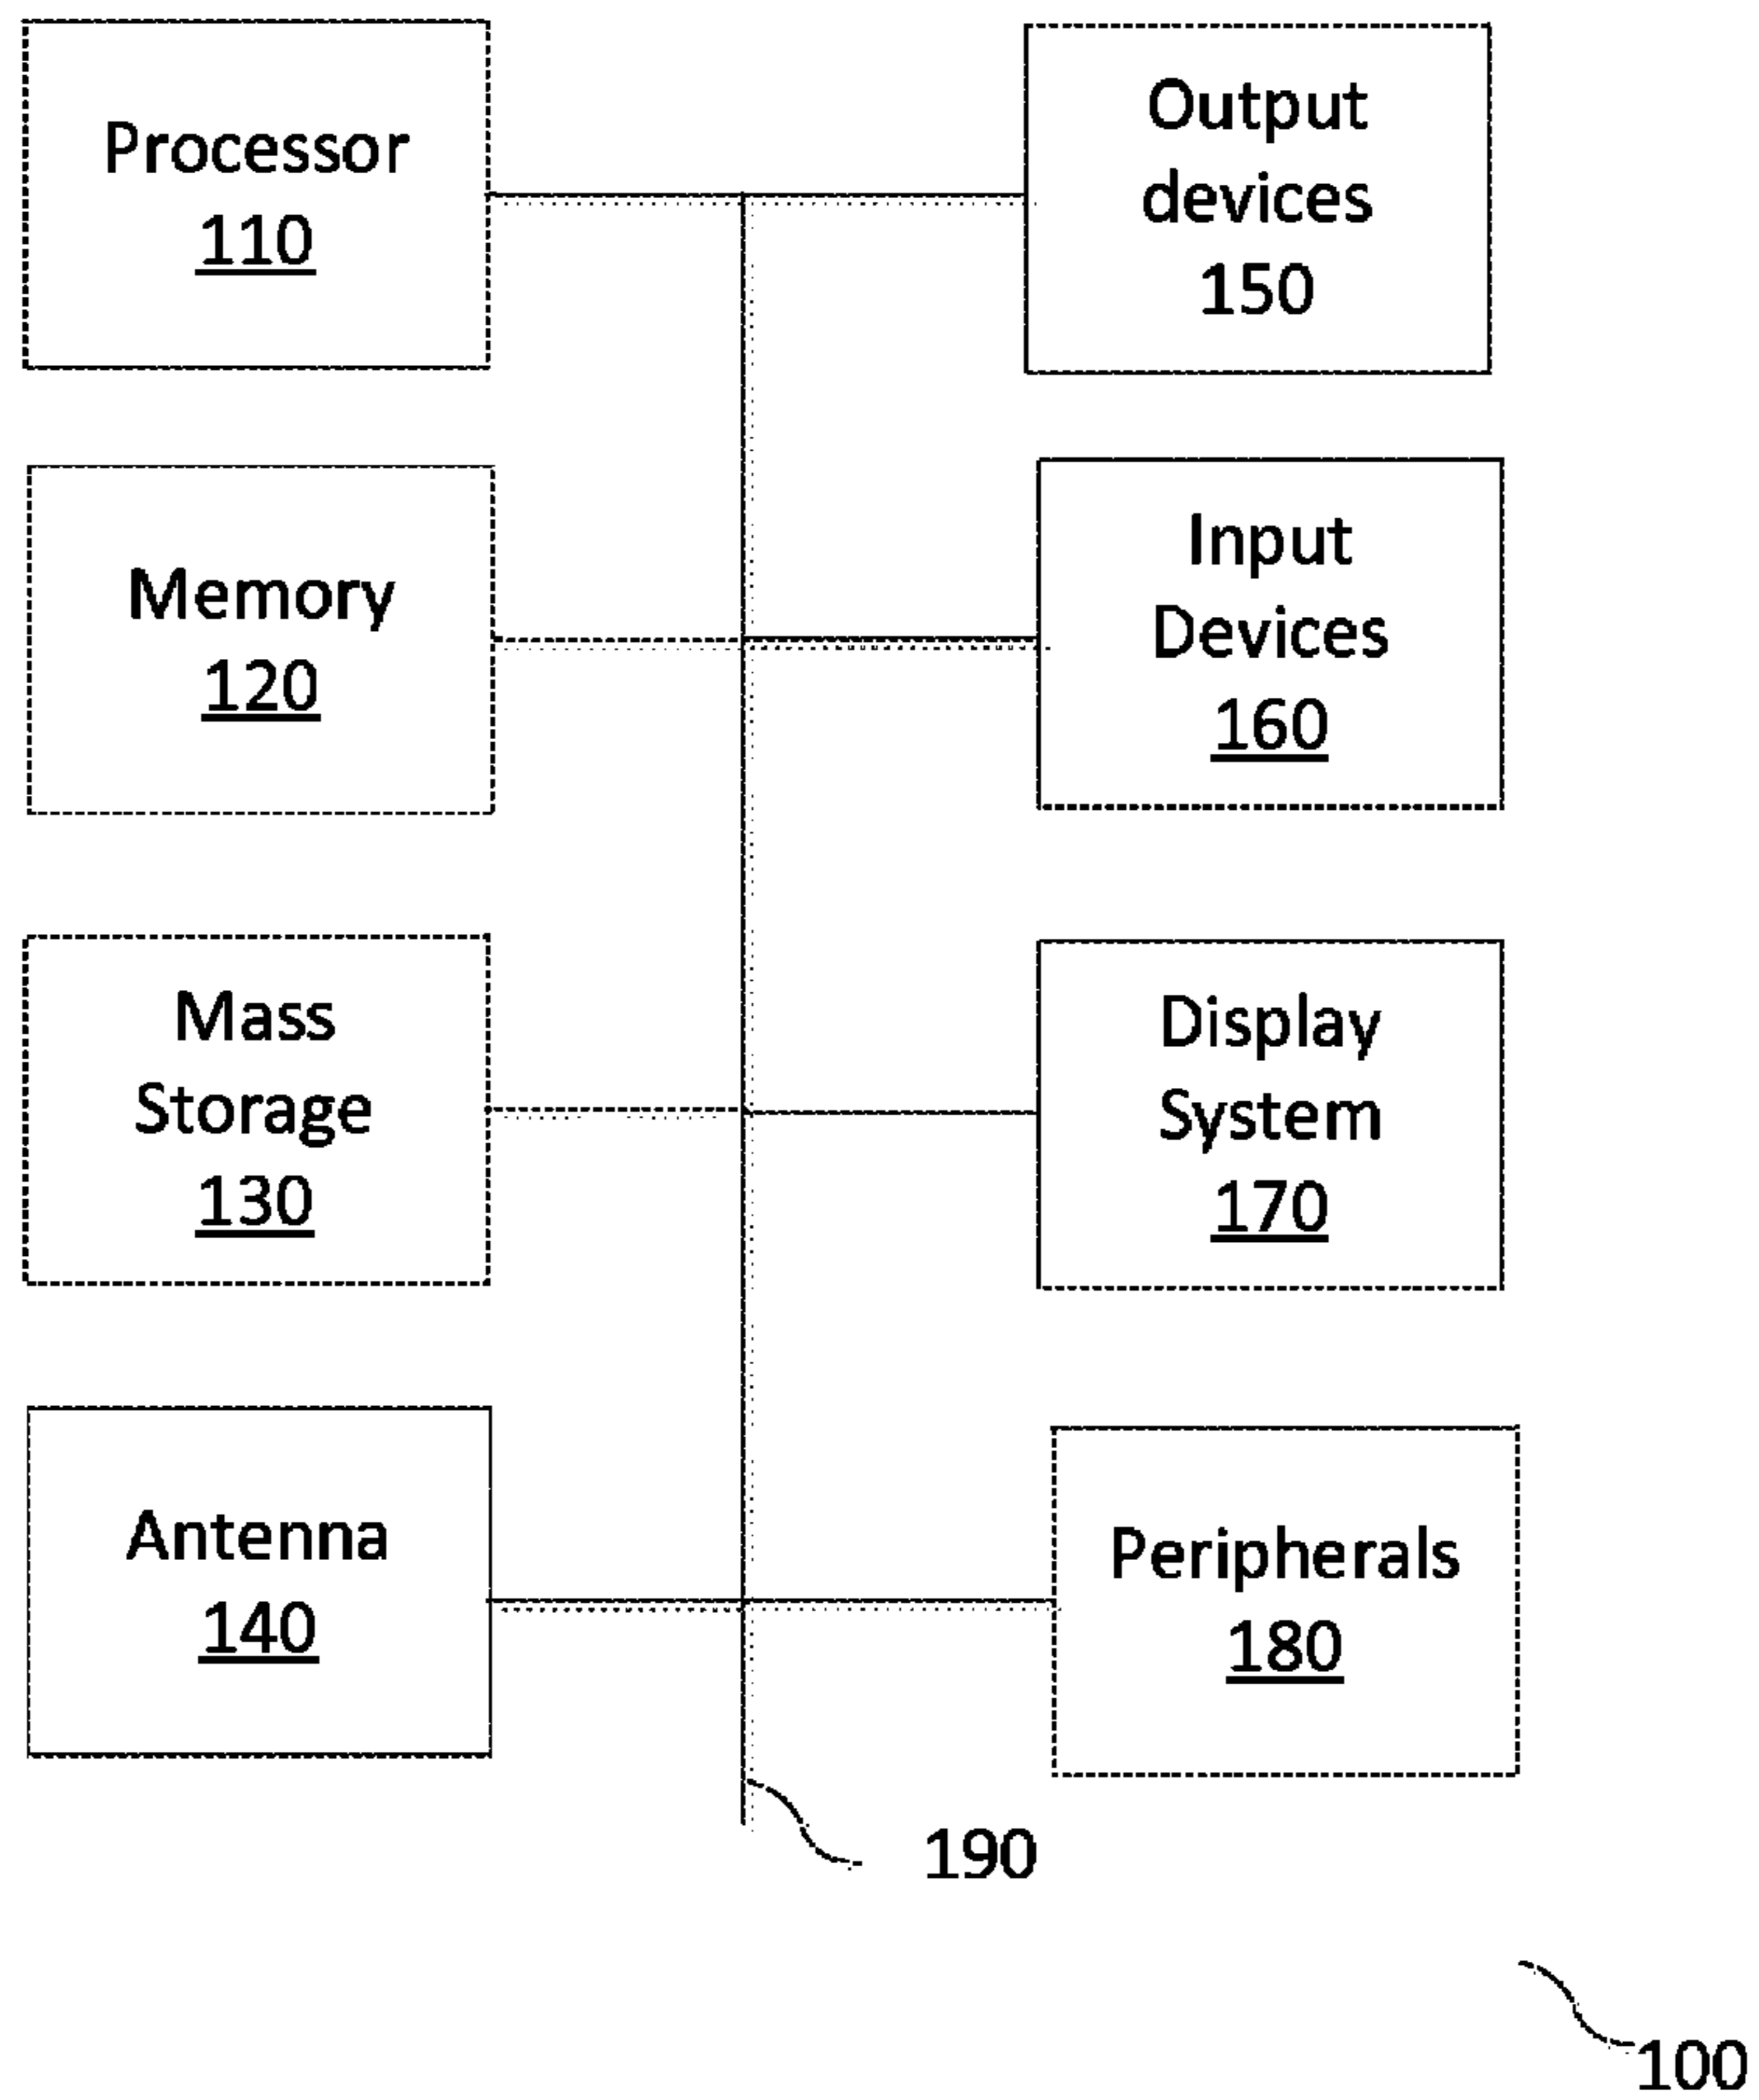 Processor
110
Output
devices
150
Memory
120
Input
Devices
160
Mass
Storage
130
Display
System
170
Antenna
140
Peripherals
180
190
100